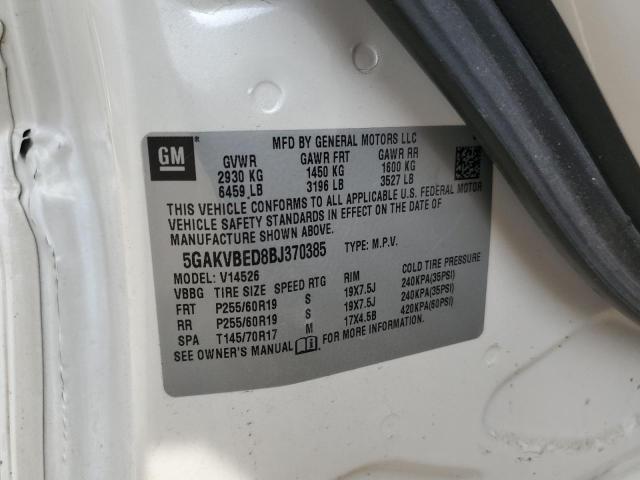 MFD BY GENERAL MOTORS LLC
GM
GVWR GAWR FRT GAWR RR
2930 KG 1450 KG 1600 KG
6459 LB 3196 LB 3527 LB
THIS VEHICLE CONFORMS TO ALL APPLICABLE U.S. FEDERAL MOTOR
VEHICLE SAFETY STANDARDS IN EFFECT ON THE DATE OF
MANUFACTURE SHOWN ABOVE.
5GAKVBED8BJ370385 TYPE: M.P.V.
MODEL: V14526
VBBG TIRE SIZE SPEED RTG RIM COLD TIRE PRESSURE
FRT P255/60R19 S 19X7.5J 240KPA(35PSI)
RR P255/60R19 S 19X7.5J 240KPA(35PSI)
SPA T145/70R17 M 17X4.5B 420KPA(60PSI)
SEE OWNER'S MANUAL FOR MORE INFORMATION.